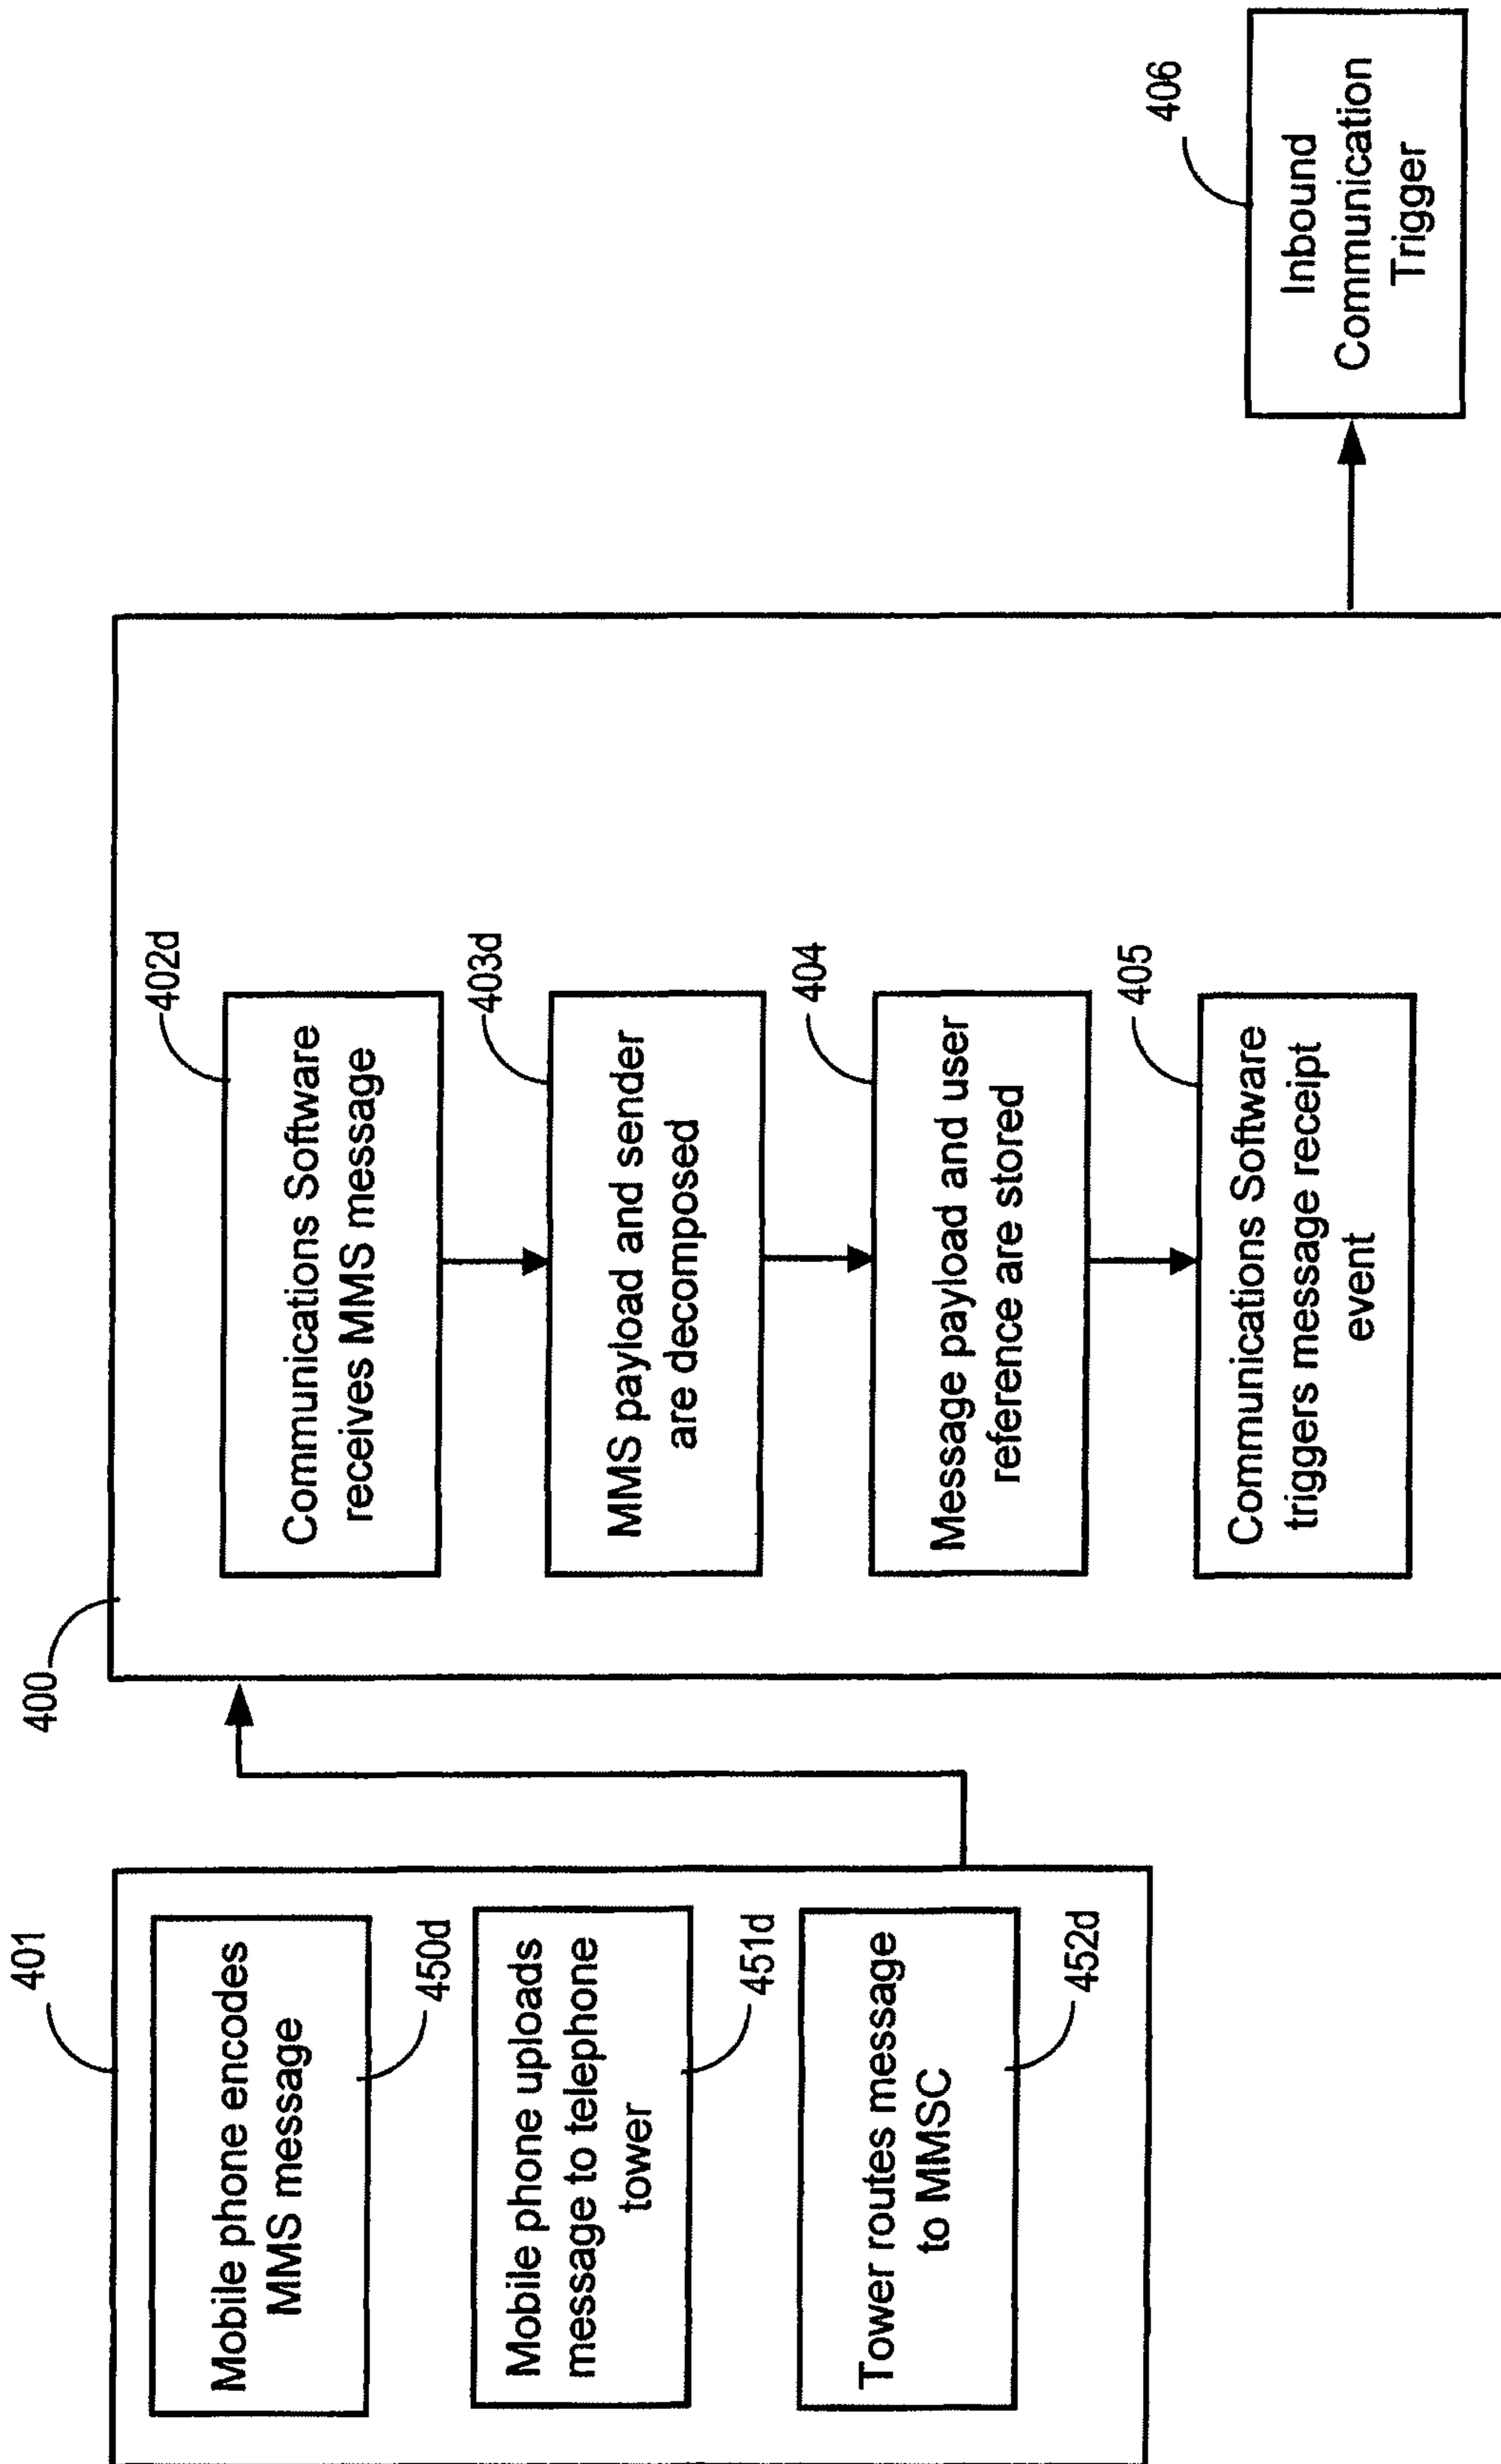 401
Mobile phone encodes
MMS message
450d
Mobile phone uploads
message to telephone
tower
451d
Tower routes message
to MMSC
452d
400
402d
Communications Software
receives MMS message
403d
MMS payload and sender
are decomposed
404
Message payload and user
reference are stored
405
Communications Software
triggers message receipt
event
406
Inbound
Communication
Trigger